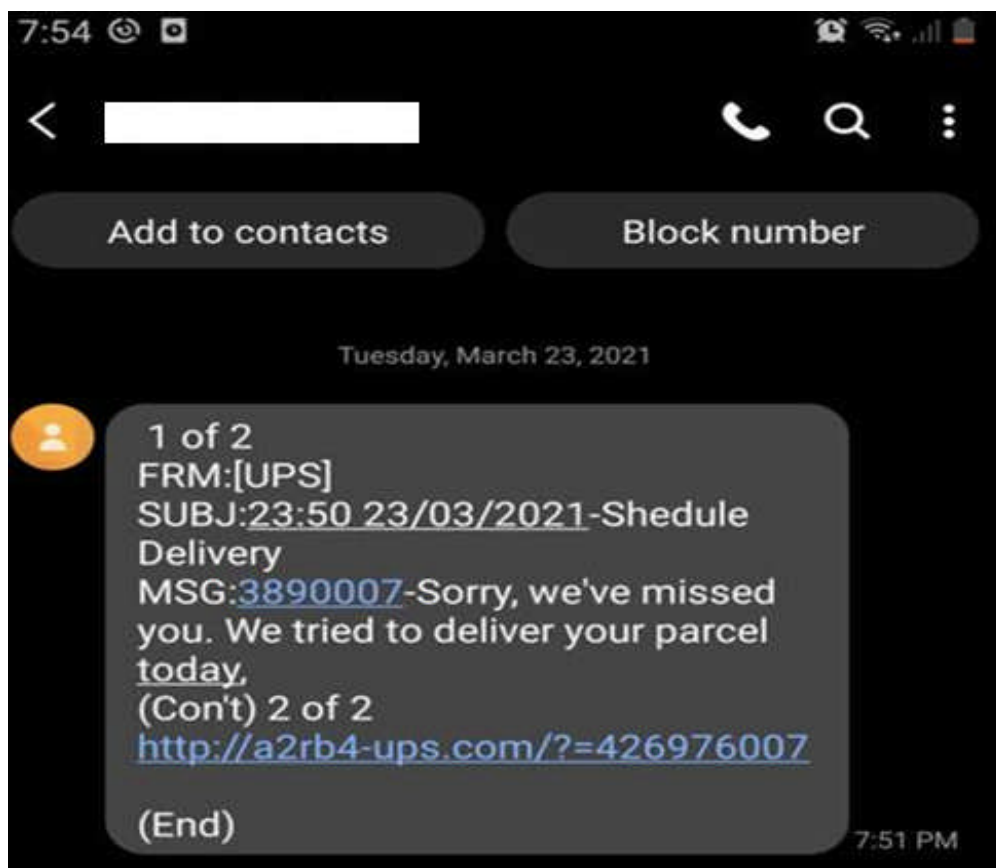 7:54
Add to contacts
Block number
Tuesday, March 23, 2021
1 of 2
FRM:[UPS]
SUBJ:23:50 23/03/2021-Shedule
Delivery
MSG:3890007-Sorry, we've missed
you. We tried to deliver your parcel
today,
(Con't) 2 of 2
http://a2rb4-ups.com/?=426976007
(End)
7:51 PM